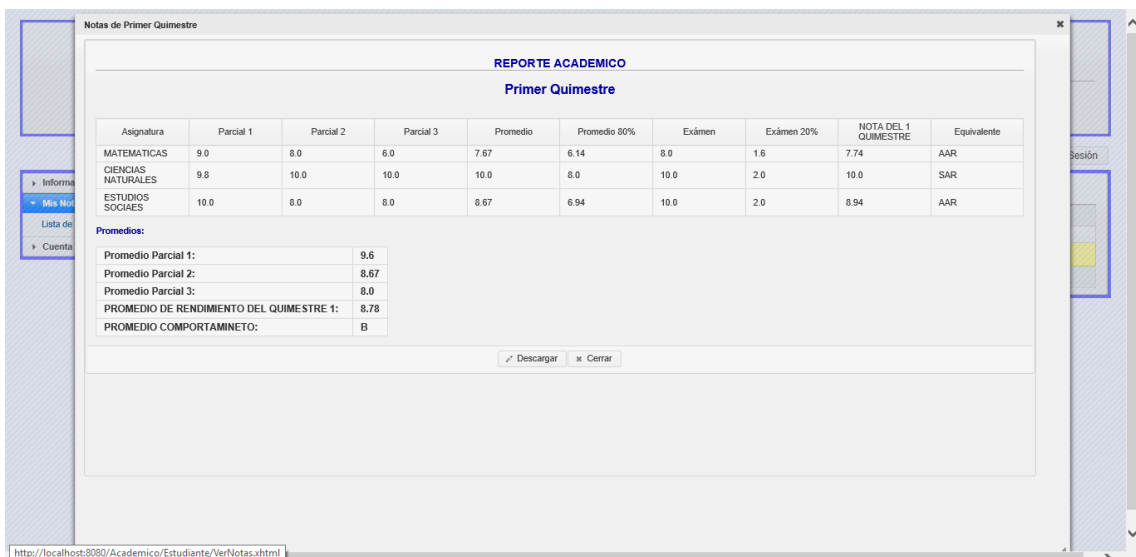 Notas de Primer Quimestre
REPORTE ACADEMICO
Primer Quimestre
Asignatura Parcial 1 Parcial 2 Parcial 3 Promedio Promedio 80% Exámen Exámen 20% NOTA DEL 1 QUIMESTRE Equivalente
MATEMATICAS 9.0 8.0 6.0 7.67 6.14 8.0 1.6 7.74 AAR
CIENCIAS NATURALES 9.8 10.0 10.0 10.0 8.0 10.0 2.0 10.0 SAR
ESTUDIOS SOCIAES 10.0 8.0 8.0 8.67 6.94 10.0 2.0 8.94 AAR
Promedios:
Promedio Parcial 1: 9.6
Promedio Parcial 2: 8.67
Promedio Parcial 3: 8.0
PROMEDIO DE RENDIMIENTO DEL QUIMESTRE 1: 8.78
PROMEDIO COMPORTAMINETO: B
Descargar Cerrar
Sesión
Informa
Mis Not
Lista de
Cuenta
http://localhost:8080/Academico/Estudiante/VerNotas.xhtml